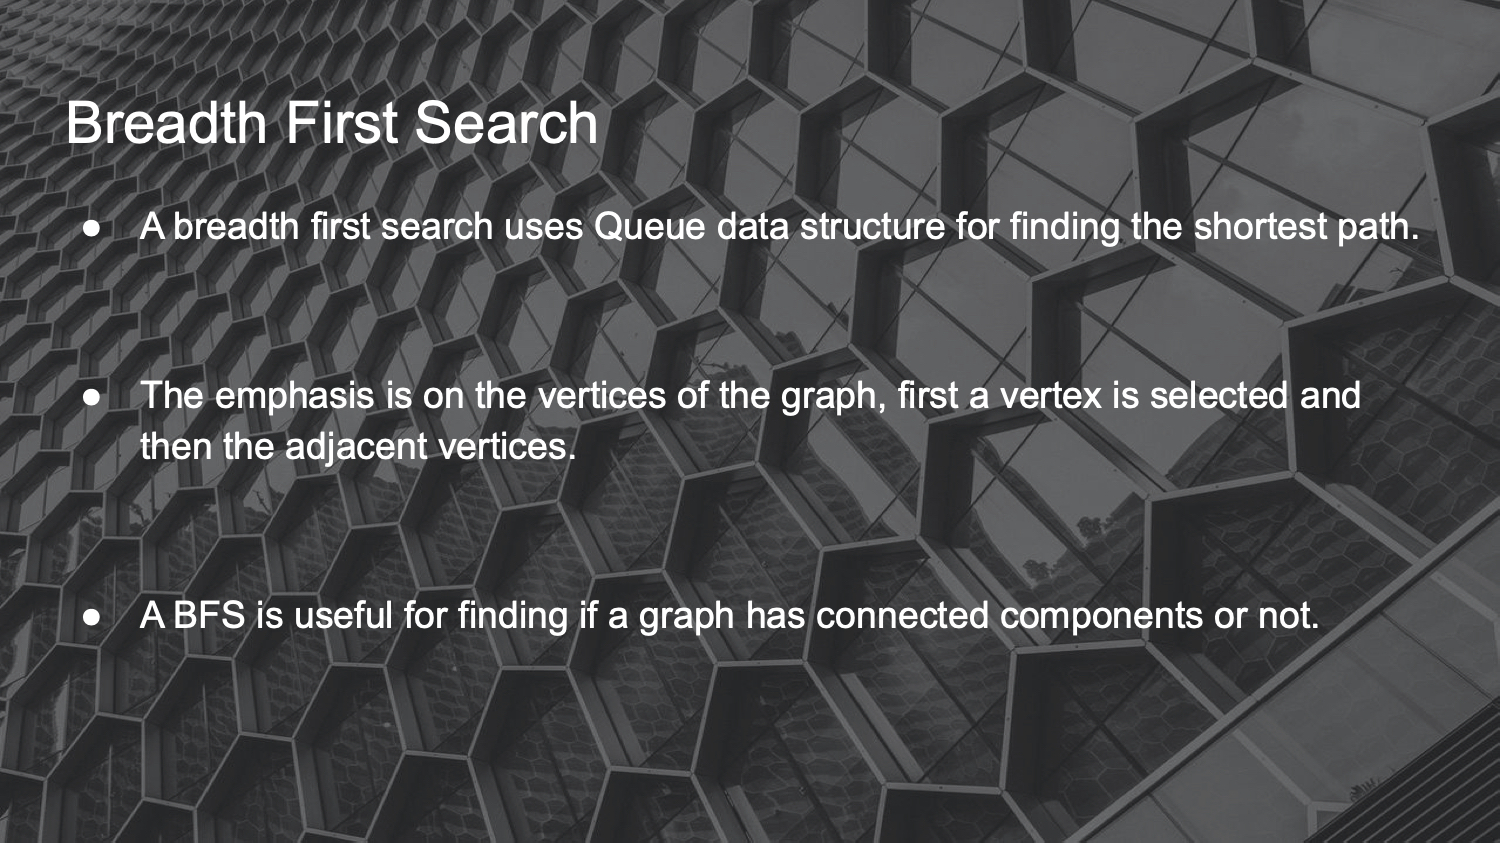 Breadth First Search
● A breadth first search uses Queue data structure for finding the shortest path.
● The emphasis is on the vertices of the graph, first a vertex is selected and
then the adjacent vertices.
● A BFS is useful for finding if a graph has connected components or not.